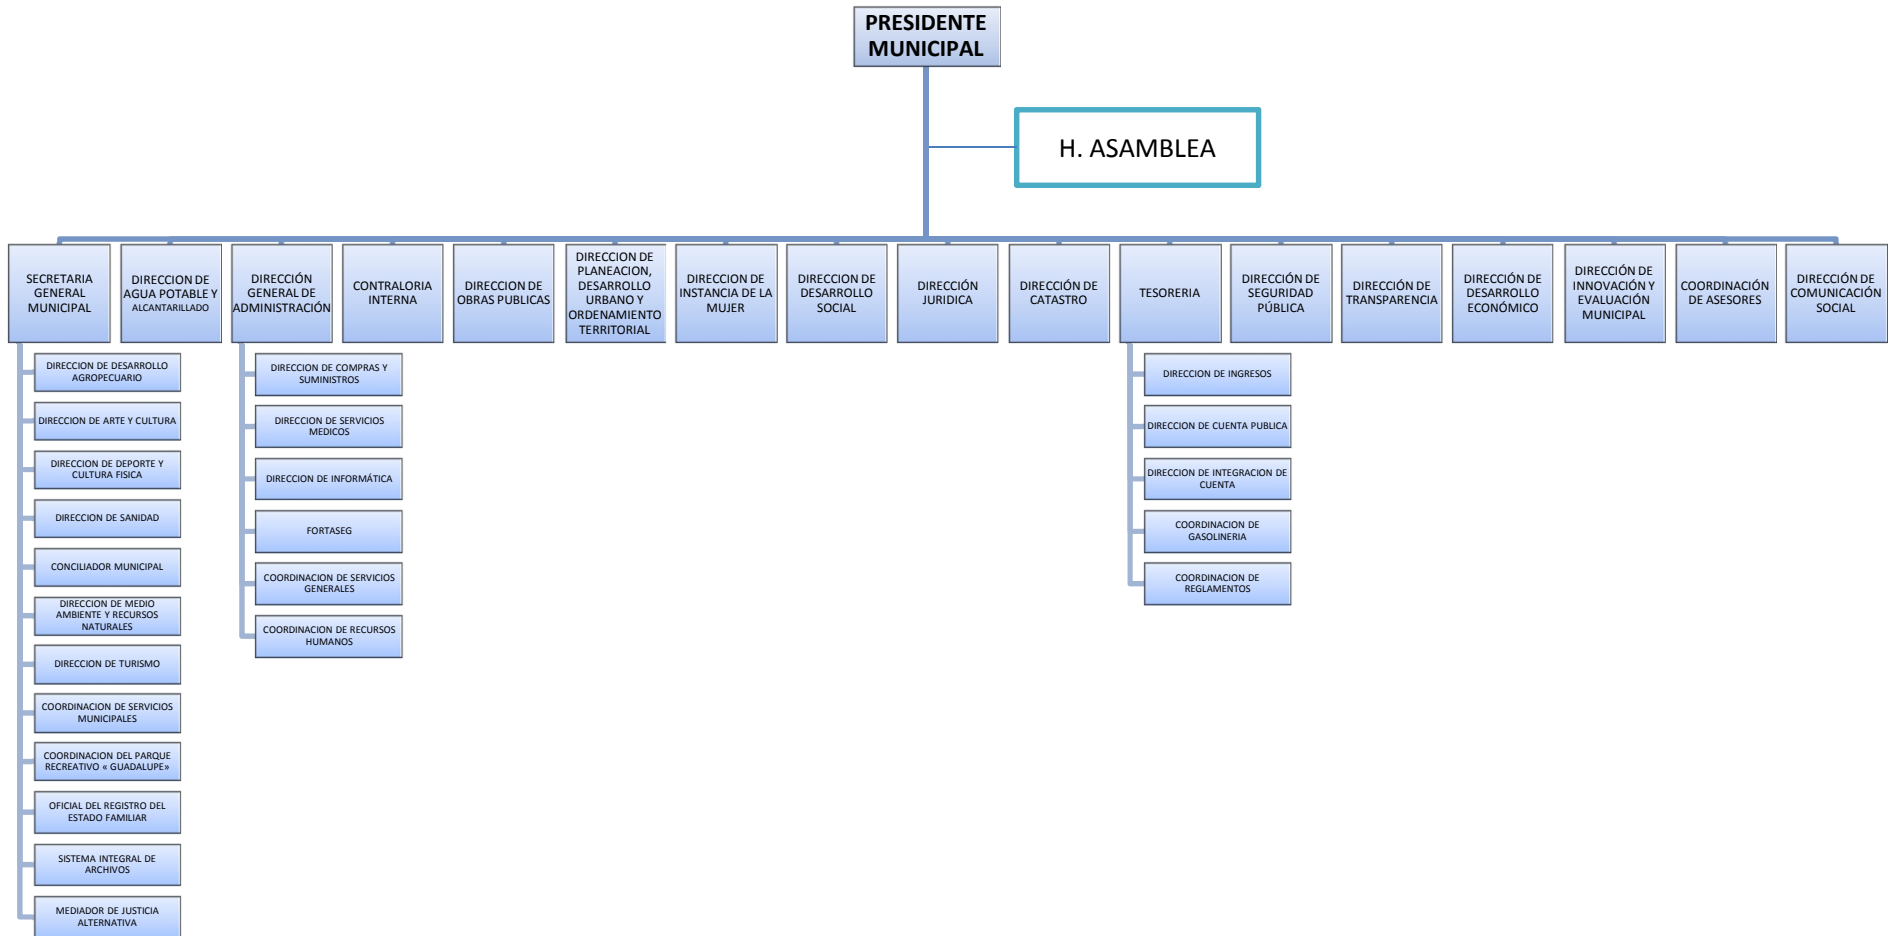 PRESIDENTE
MUNICIPAL
H. ASAMBLEA
SECRETARIA
GENERAL
MUNICIPAL
DIRECCION DE
AGUA POTABLE Y
ALCANTARILLADO
DIRECCIÓN
GENERAL DE
ADMINISTRACIÓN
CONTRALORIA
INTERNA
DIRECCION DE
OBRAS PUBLICAS
DIRECCION DE
PLANEACION,
DESARROLLO
URBANO Y
ORDENAMIENTO
TERRITORIAL
DIRECCION DE
INSTANCIA DE LA
MUJER
DIRECCION DE
DESARROLLO
SOCIAL
DIRECCIÓN
JURIDICA
DIRECCIÓN DE
CATASTRO
TESORERIA
DIRECCIÓN DE
SEGURIDAD
PÚBLICA
DIRECCIÓN DE
TRANSPARENCIA
DIRECCIÓN DE
DESARROLLO
ECONÓMICO
DIRECCIÓN DE
INNOVACIÓN Y
EVALUACIÓN
MUNICIPAL
COORDINACIÓN
DE ASESORES
DIRECCIÓN DE
COMUNICACIÓN
SOCIAL
DIRECCION DE DESARROLLO
AGROPECUARIO
DIRECCION DE ARTE Y CULTURA
DIRECCION DE DEPORTE Y
CULTURA FISICA
DIRECCION DE SANIDAD
CONCILIADOR MUNICIPAL
DIRECCION DE MEDIO
AMBIENTE Y RECURSOS
NATURALES
DIRECCION DE TURISMO
COORDINACION DE SERVICIOS
MUNICIPALES
COORDINACION DEL PARQUE
RECREATIVO « GUADALUPE»
OFICIAL DEL REGISTRO DEL
ESTADO FAMILIAR
SISTEMA INTEGRAL DE
ARCHIVOS
MEDIADOR DE JUSTICIA
ALTERNATIVA
DIRECCION DE COMPRAS Y
SUMINISTROS
DIRECCION DE SERVICIOS
MEDICOS
DIRECCION DE INFORMÁTICA
FORTASEG
COORDINACION DE SERVICIOS
GENERALES
COORDINACION DE RECURSOS
HUMANOS
DIRECCION DE INGRESOS
DIRECCION DE CUENTA PUBLICA
DIRECCION DE INTEGRACION DE
CUENTA
COORDINACION DE
GASOLINERIA
COORDINACION DE
REGLAMENTOS